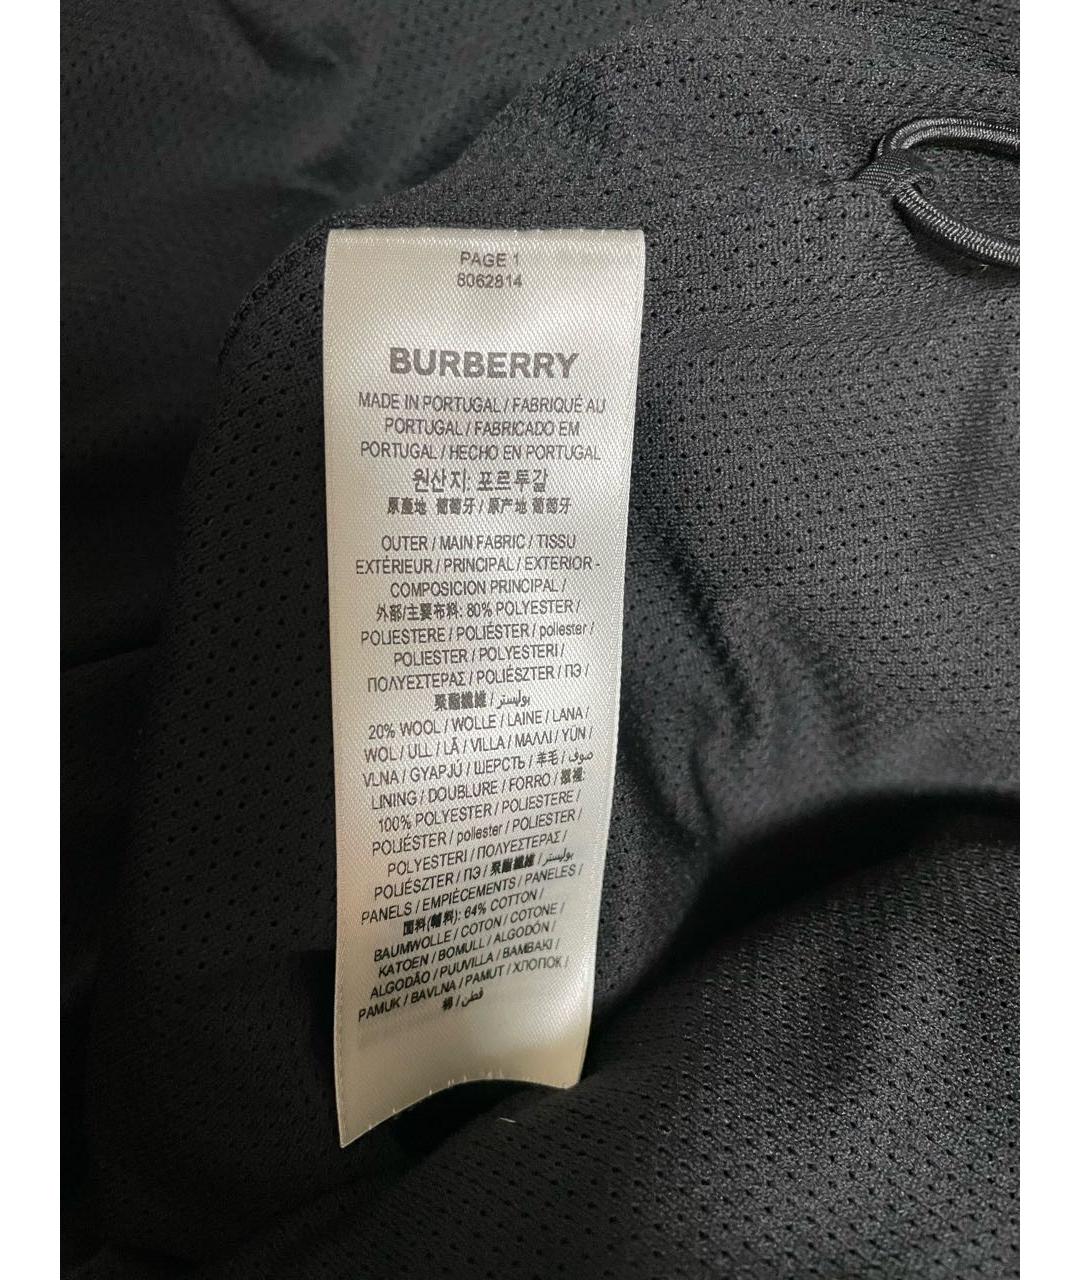 PAGE 1
8062814
BURBERRY
MADE IN PORTUGAL / FABRIQUÉ AU
PORTUGAL / FABRICADO EM
PORTUGAL / HECHO EN PORTUGAL
원산지: 포르투갈
原產地 葡萄牙 / 原产地 葡萄牙
OUTER / MAIN FABRIC / TISSU
EXTÉRIEUR / PRINCIPAL / EXTERIOR -
COMPOSICION PRINCIPAL /
外部/主要布料: 80% POLYESTER /
POLIESTERE / POLIÉSTER / poliester /
POLIESTER / POLYESTERI /
ΠΟΛΥΕΣΤΕΡΑΣ / POLIÉSZTER / ПЭ /
聚酯纖維 / بوليستر
20% WOOL / WOLLE / LAINE / LANA /
WOL / ULL / LÃ / VILLA / ΜΑΛΛΙ / YÜN /
VLNA / GYAPJÚ / ШЕРСТЬ / 羊毛 / صوف /
LINING / DOUBLURE / FORRO / 裡襯:
100% POLYESTER / POLIESTERE /
POLIÉSTER / poliester / POLIESTER /
POLYESTERI / ΠΟΛΥΕΣΤΕΡΑΣ /
POLIÉSZTER / ПЭ / 聚酯纖維 / بوليستر
PANELS / EMPIÈCEMENTS / PANELES /
面料(輔料): 64% COTTON /
BAUMWOLLE / COTON / COTONE /
KATOEN / BOMULL / ALGODÓN /
ALGODÃO / PUUVILLA / ΒΑΜΒΑΚΙ /
PAMUK / BAVLNA / PAMUT / ХЛОПОК /
棉 / قطن